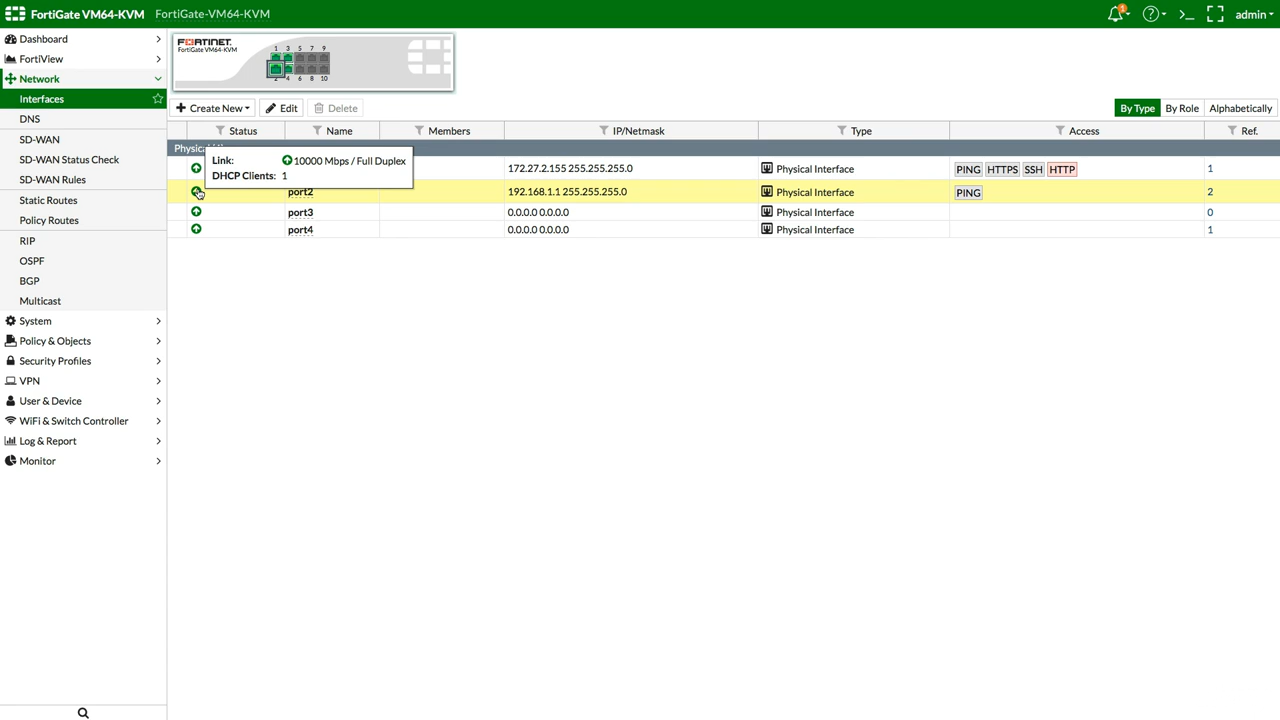 FortiGate VM64-KVM FortiGate-VM64-KVM 1 admin
Dashboard
FortiView
Network
Interfaces
DNS
SD-WAN
SD-WAN Status Check
SD-WAN Rules
Static Routes
Policy Routes
RIP
OSPF
BGP
Multicast
System
Policy & Objects
Security Profiles
VPN
User & Device
WiFi & Switch Controller
Log & Report
Monitor
FORTINET
FortiGate VM64-KVM
1 3 5 7 9
2 4 6 8 10
Create New Edit Delete By Type By Role Alphabetically
Status Name Members IP/Netmask Type Access Ref.
Physic
Link: 10000 Mbps / Full Duplex
DHCP Clients: 1
172.27.2.155 255.255.255.0 Physical Interface PING HTTPS SSH HTTP 1
port2 192.168.1.1 255.255.255.0 Physical Interface PING 2
port3 0.0.0.0 0.0.0.0 Physical Interface 0
port4 0.0.0.0 0.0.0.0 Physical Interface 1